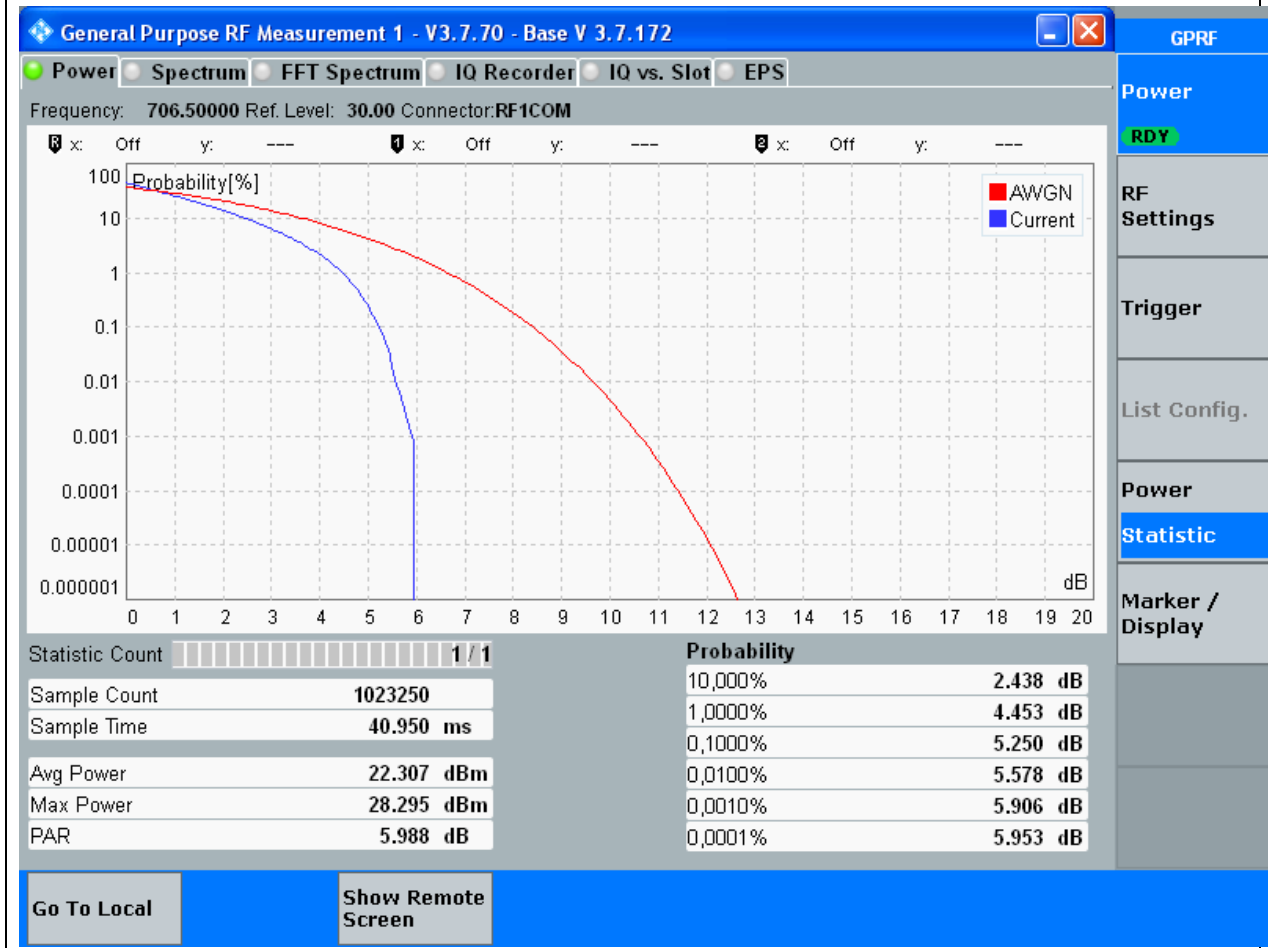 General Purpose RF Measurement 1 - V3.7.70 - Base V 3.7.172
GPRF
Power Spectrum FFT Spectrum IQ Recorder IQ vs. Slot EPS
Power
RDY
Frequency: 706.50000 Ref. Level: 30.00 Connector:RF1COM
R x: Off y: --- 1 x: Off y: --- 2 x: Off y: ---
Probability[%]
AWGN
Current
100
10
1
0.1
0.01
0.001
0.0001
0.00001
0.000001
dB
0 1 2 3 4 5 6 7 8 9 10 11 12 13 14 15 16 17 18 19 20
RF Settings
Trigger
List Config.
Power
Statistic
Marker / Display
Statistic Count 1 / 1
Sample Count 1023250
Sample Time 40.950 ms
Avg Power 22.307 dBm
Max Power 28.295 dBm
PAR 5.988 dB
Probability
10,000% 2.438 dB
1,0000% 4.453 dB
0,1000% 5.250 dB
0,0100% 5.578 dB
0,0010% 5.906 dB
0,0001% 5.953 dB
Go To Local
Show Remote Screen